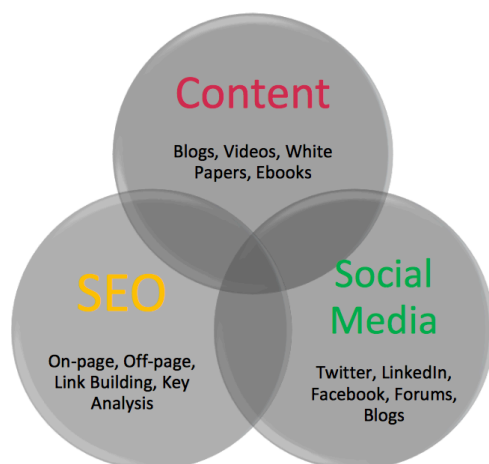 Content
Blogs, Videos, White
Papers, Ebooks
SEO
On-page, Off-page,
Link Building, Key
Analysis
Social
Media
Twitter, LinkedIn,
Facebook, Forums,
Blogs